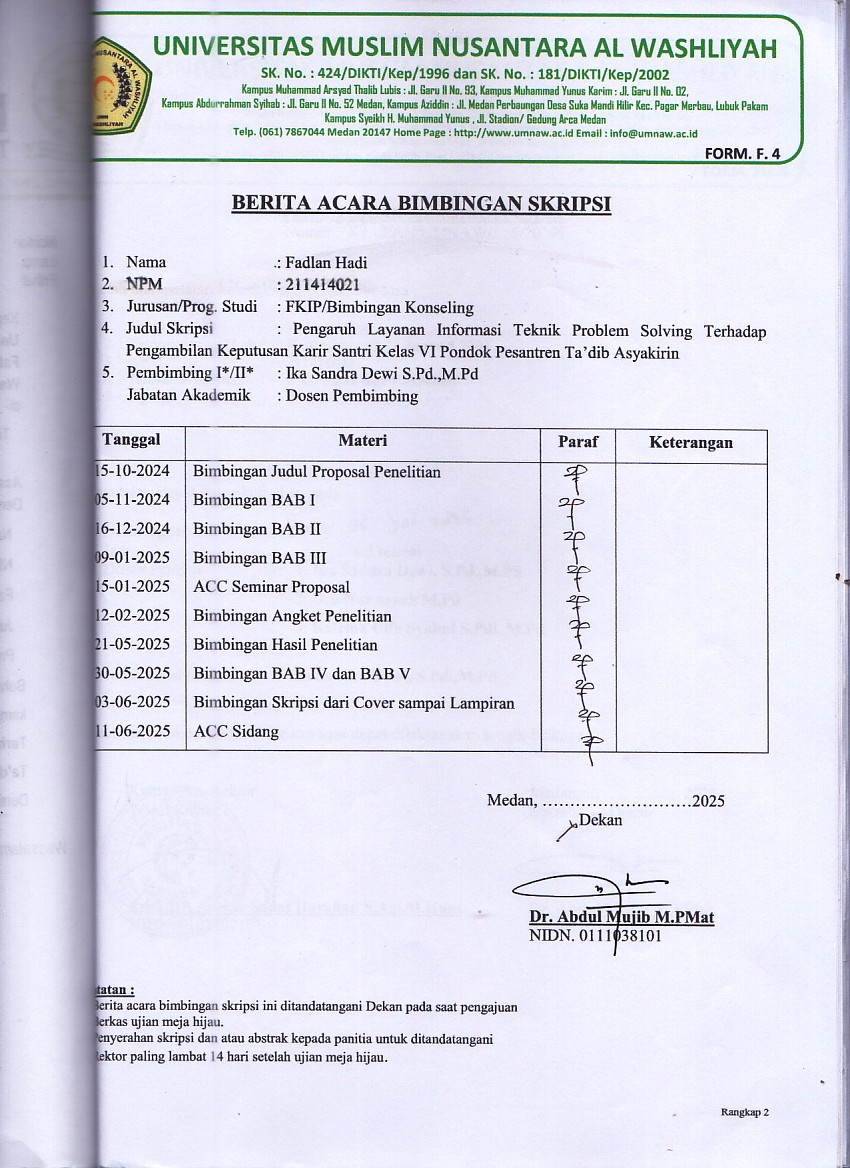 UNIVERSITAS MUSLIM NUSANTARA AL WASHLIYAH
SK. No. : 424/DIKTI/Kep/1996 dan SK. No. : 181/DIKTI/Kep/2002
Kampus Muhammad Arsyad Thalib Lubis : Jl. Garu II No. 93, Kampus Muhammad Yunus Karim : Jl. Garu II No. 02,
Kampus Abdurrahman Syihab : Jl. Garu II No. 52 Medan, Kampus Aziddin : Jl. Medan Perbaungan Desa Suka Mandi Hilir Kec. Pagar Merbau, Lubuk Pakam
Kampus Syeikh H. Muhammad Yunus , Jl. Stadion/ Gedung Arca Medan
Telp. (061) 7867044 Medan 20147 Home Page : http://www.umnaw.ac.id Email : info@umnaw.ac.id
FORM. F. 4
BERITA ACARA BIMBINGAN SKRIPSI
1. Nama .: Fadlan Hadi
2. NPM : 211414021
3. Jurusan/Prog. Studi : FKIP/Bimbingan Konseling
4. Judul Skripsi : Pengaruh Layanan Informasi Teknik Problem Solving Terhadap
Pengambilan Keputusan Karir Santri Kelas VI Pondok Pesantren Ta'dib Asyakirin
5. Pembimbing I*/II* : Ika Sandra Dewi S.Pd.,M.Pd
Jabatan Akademik : Dosen Pembimbing
Tanggal Materi Paraf Keterangan
15-10-2024 Bimbingan Judul Proposal Penelitian
05-11-2024 Bimbingan BAB I
16-12-2024 Bimbingan BAB II
09-01-2025 Bimbingan BAB III
15-01-2025 ACC Seminar Proposal
12-02-2025 Bimbingan Angket Penelitian
21-05-2025 Bimbingan Hasil Penelitian
30-05-2025 Bimbingan BAB IV dan BAB V
03-06-2025 Bimbingan Skripsi dari Cover sampai Lampiran
11-06-2025 ACC Sidang
Medan, ...........................2025
Dekan
Dr. Abdul Mujib M.PMat
NIDN. 0111038101
tatan :
erita acara bimbingan skripsi ini ditandatangani Dekan pada saat pengajuan
erkas ujian meja hijau.
enyerahan skripsi dan atau abstrak kepada panitia untuk ditandatangani
ektor paling lambat 14 hari setelah ujian meja hijau.
Rangkap 2